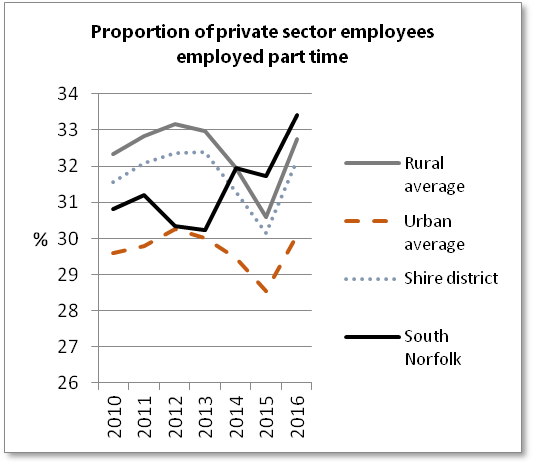 Proportion of private sector employees
employed part time
34
33
32
31
30
29
28
27
26
%
2010
2011
2012
2013
2014
2015
2016
Rural
average
Urban
average
Shire district
South
Norfolk